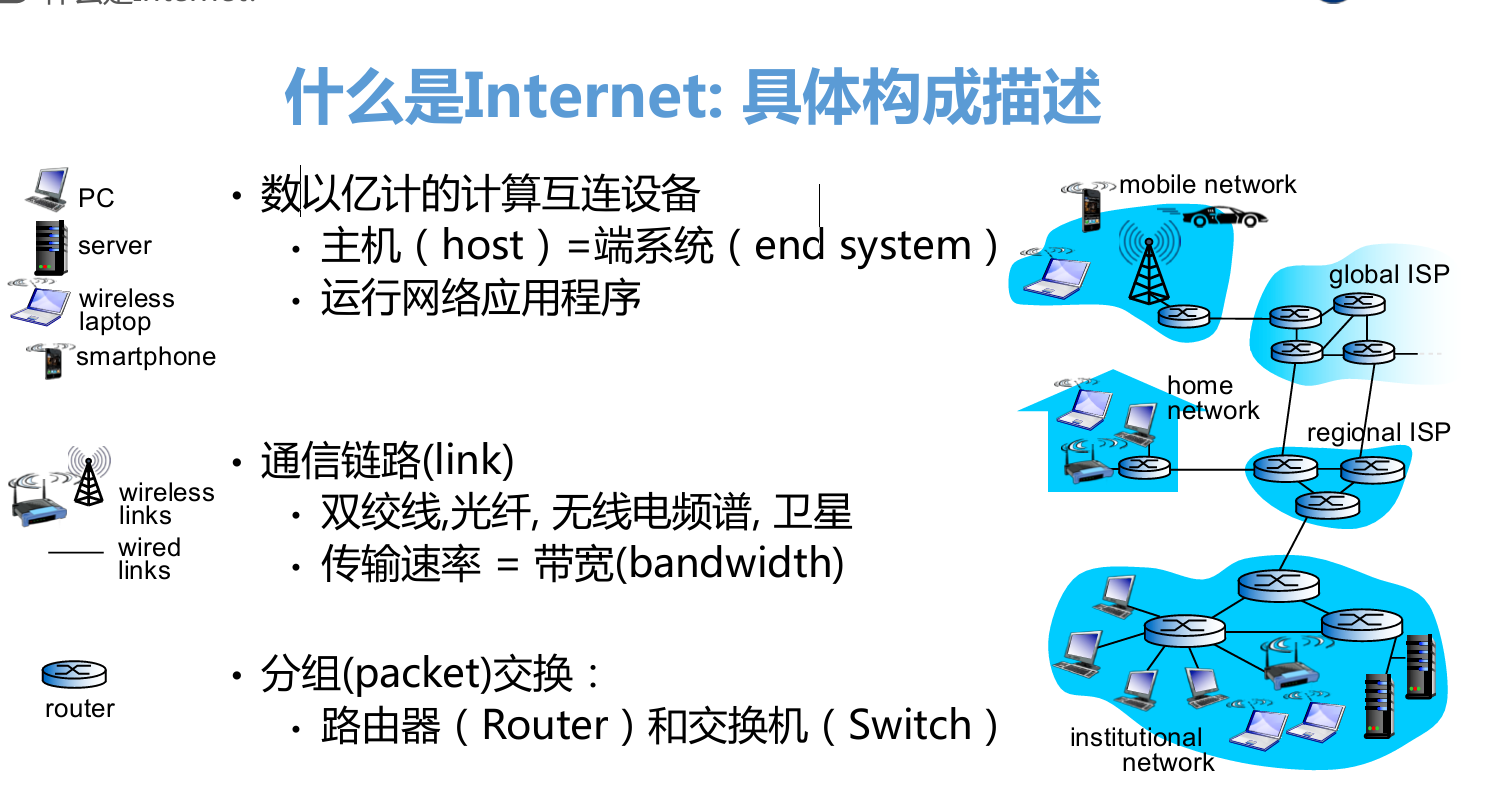 什么是Internet: 具体构成描述
PC
server
wireless
laptop
smartphone
• 数以亿计的计算互连设备
• 主机（host）=端系统（end system）
• 运行网络应用程序
wireless
links
wired
links
• 通信链路(link)
• 双绞线,光纤, 无线电频谱, 卫星
• 传输速率 = 带宽(bandwidth)
router
• 分组(packet)交换：
• 路由器（Router）和交换机（Switch）
mobile network
global ISP
home
network
regional ISP
institutional
network